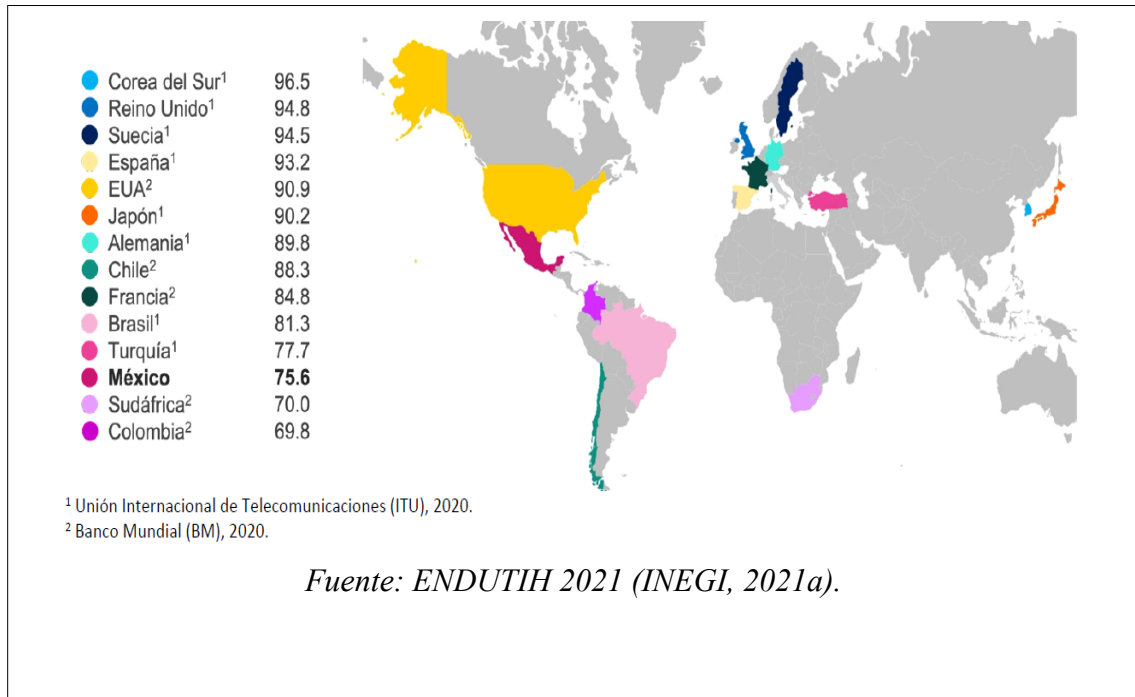 Corea del Sur¹ 96.5
Reino Unido¹ 94.8
Suecia¹ 94.5
España¹ 93.2
EUA² 90.9
Japón¹ 90.2
Alemania¹ 89.8
Chile² 88.3
Francia² 84.8
Brasil¹ 81.3
Turquía¹ 77.7
México 75.6
Sudáfrica² 70.0
Colombia² 69.8
¹ Unión Internacional de Telecomunicaciones (ITU), 2020.
² Banco Mundial (BM), 2020.
Fuente: ENDUTIH 2021 (INEGI, 2021a).